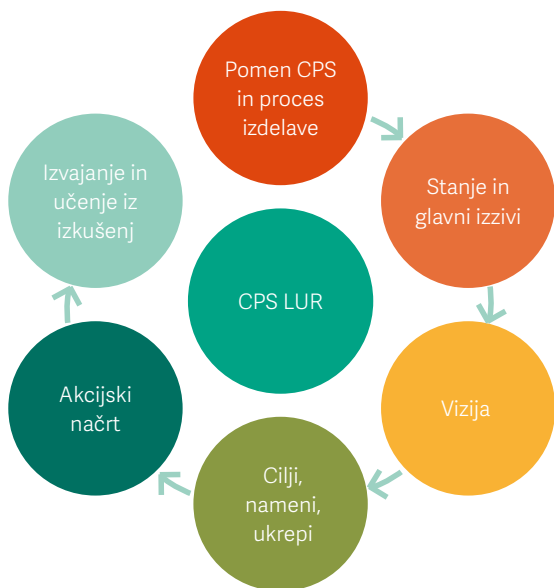 Pomen CPS
in proces
izdelave
Stanje in
glavni izzivi
Vizija
Cilji,
nameni,
ukrepi
Akcijski
načrt
Izvajanje in
učenje iz
izkušenj
CPS LUR